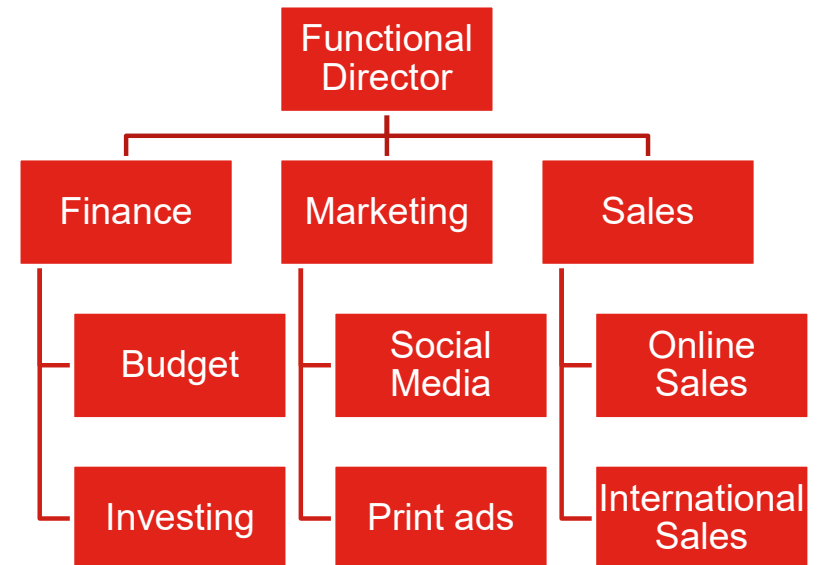 Functional
Director
Finance
Marketing
Sales
Budget
Social
Media
Online
Sales
Investing
Print ads
International
Sales